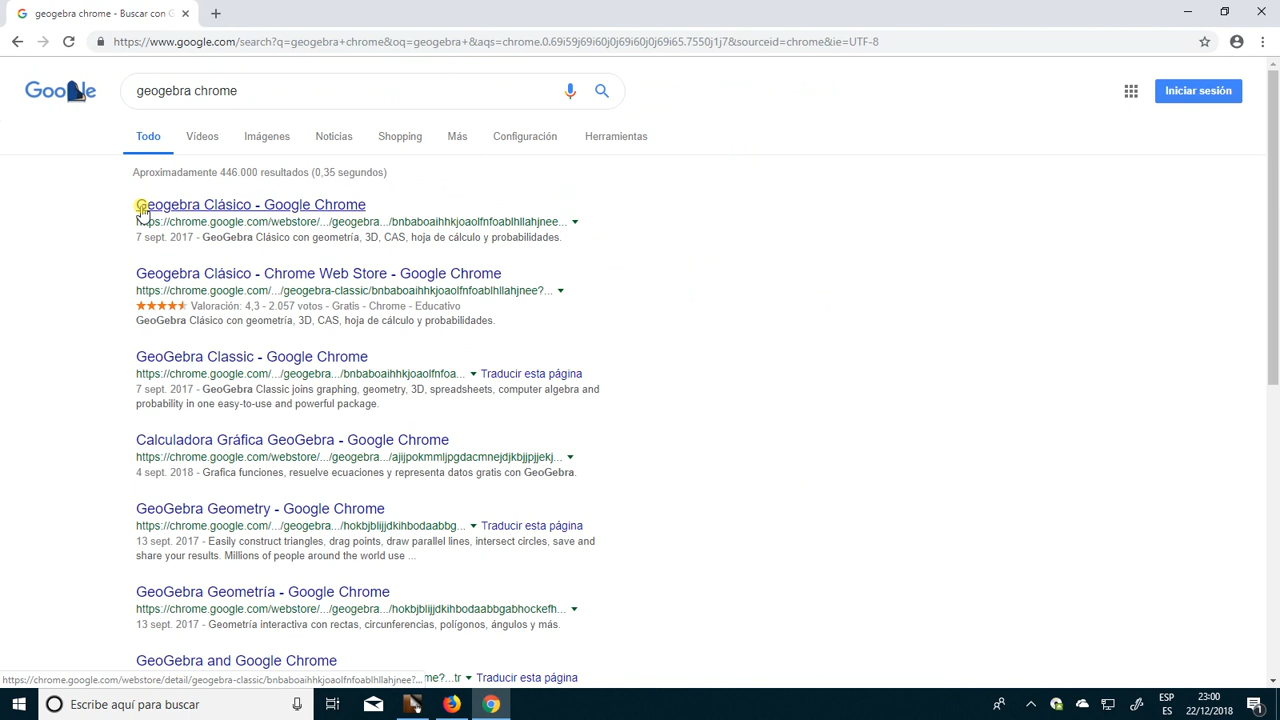 geogebra chrome - Buscar con G
https://www.google.com/search?q=geogebra+chrome&oq=geogebra+&aqs=chrome.0.69i59j69i60j0j69i60j0j69i65.7550j1j7&sourceid=chrome&ie=UTF-8
geogebra chrome
Iniciar sesión
Todo Vídeos Imágenes Noticias Shopping Más Configuración Herramientas
Aproximadamente 446.000 resultados (0,35 segundos)
Geogebra Clásico - Google Chrome
https://chrome.google.com/webstore/.../geogebra.../bnbaboaihhkjoaolfnfoablhllahjnee...
7 sept. 2017 - GeoGebra Clásico con geometría, 3D, CAS, hoja de cálculo y probabilidades.
Geogebra Clásico - Chrome Web Store - Google Chrome
https://chrome.google.com/.../geogebra-classic/bnbaboaihhkjoaolfnfoablhllahjnee?...
Valoración: 4,3 - 2.057 votos - Gratis - Chrome - Educativo
GeoGebra Clásico con geometría, 3D, CAS, hoja de cálculo y probabilidades.
GeoGebra Classic - Google Chrome
https://chrome.google.com/webstore/.../geogebra.../bnbaboaihhkjoaolfnfoa... Traducir esta página
7 sept. 2017 - GeoGebra Classic joins graphing, geometry, 3D, spreadsheets, computer algebra and
probability in one easy-to-use and powerful package.
Calculadora Gráfica GeoGebra - Google Chrome
https://chrome.google.com/webstore/.../geogebra.../ajijpokmmljpgdacmnejdjkbjjpjjekj...
4 sept. 2018 - Grafica funciones, resuelve ecuaciones y representa datos gratis con GeoGebra.
GeoGebra Geometry - Google Chrome
https://chrome.google.com/.../geogebra.../hokbjblijjdkihbodaabbg... Traducir esta página
13 sept. 2017 - Easily construct triangles, drag points, draw parallel lines, intersect circles, save and
share your results. Millions of people around the world use ...
GeoGebra Geometría - Google Chrome
https://chrome.google.com/webstore/.../geogebra.../hokbjblijjdkihbodaabbgabhockefh...
13 sept. 2017 - Geometría interactiva con rectas, circunferencias, polígonos, ángulos y más.
GeoGebra and Google Chrome
me?...tr Traducir esta página
https://chrome.google.com/webstore/detail/geogebra-classic/bnbaboaihhkjoaolfnfoablhllahjnee?...
Escribe aquí para buscar
ESP
ES
23:00
22/12/2018